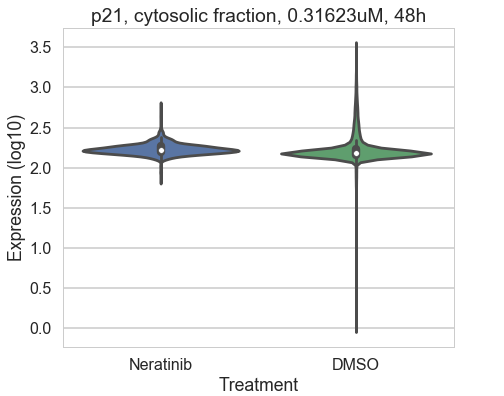 p21, cytosolic fraction, 0.31623uM, 48h
3.5
3.0
2.5
2.0
1.5
1.0
0.5
0.0
Expression (log10)
Neratinib DMSO
Treatment